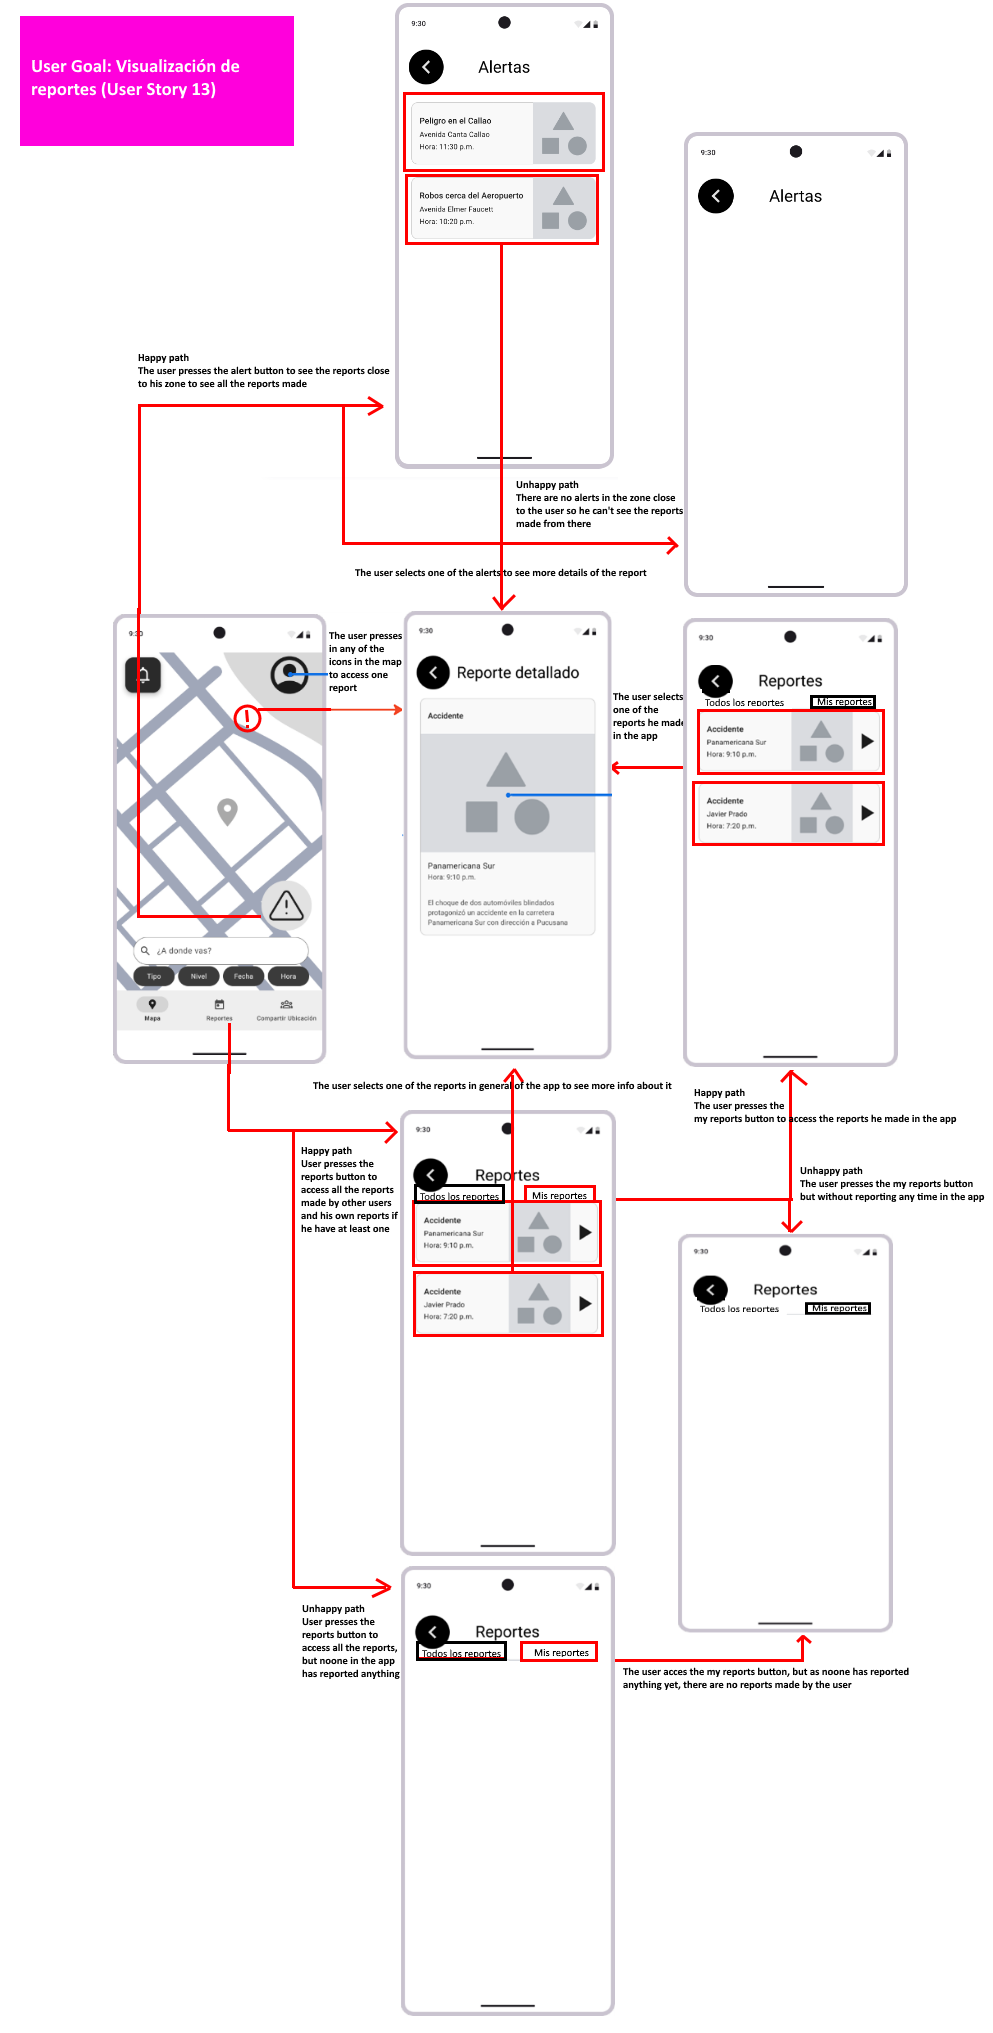 User Goal: Visualización de
reportes (User Story 13)
9:30
Alertas
Peligro en el Callao
Avenida Canta Callao
Hora: 11:30 p.m.
Robos cerca del Aeropuerto
Avenida Elmer Faucett
Hora: 10:20 p.m.
9:30
Alertas
Happy path
The user presses the alert button to see the reports close
to his zone to see all the reports made
Unhappy path
There are no alerts in the zone close
to the user so he can't see the reports
made from there
The user selects one of the alerts to see more details of the report
9:30
¿A donde vas?
Tipo
Nivel
Fecha
Hora
Mapa
Reportes
Compartir Ubicación
The user presses
in any of the
icons in the map
to access one
report
9:30
Reporte detallado
Accidente
Panamericana Sur
Hora: 9:10 p.m.
El choque de dos automóviles blindados
protagonizó un accidente en la carretera
Panamericana Sur con dirección a Pucusana
The user selects
one of the
reports he made
in the app
9:30
Reportes
Todos los reportes
Mis reportes
Accidente
Panamericana Sur
Hora: 9:10 p.m.
Accidente
Javier Prado
Hora: 7:20 p.m.
The user selects one of the reports in general of the app to see more info about it
Happy path
The user presses the
my reports button to access the reports he made in the app
Happy path
User presses the
reports button to
access all the reports
made by other users
and his own reports if
he have at least one
9:30
Reportes
Todos los reportes
Mis reportes
Accidente
Panamericana Sur
Hora: 9:10 p.m.
Accidente
Javier Prado
Hora: 7:20 p.m.
Unhappy path
The user presses the my reports button
but without reporting any time in the app
9:30
Reportes
Todos los reportes
Mis reportes
Unhappy path
User presses the
reports button to
access all the reports,
but noone in the app
has reported anything
9:30
Reportes
Todos los reportes
Mis reportes
The user acces the my reports button, but as noone has reported
anything yet, there are no reports made by the user